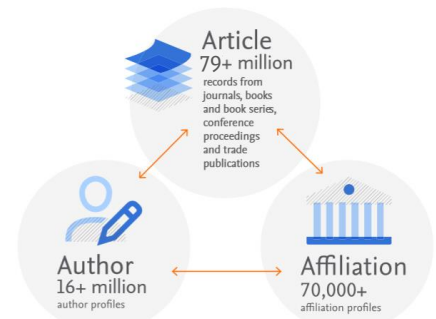 Article
79+ million
records from
journals, books
and book series,
conference
proceedings
and trade
publications
Author
16+ million
author profiles
Affiliation
70,000+
affiliation profiles